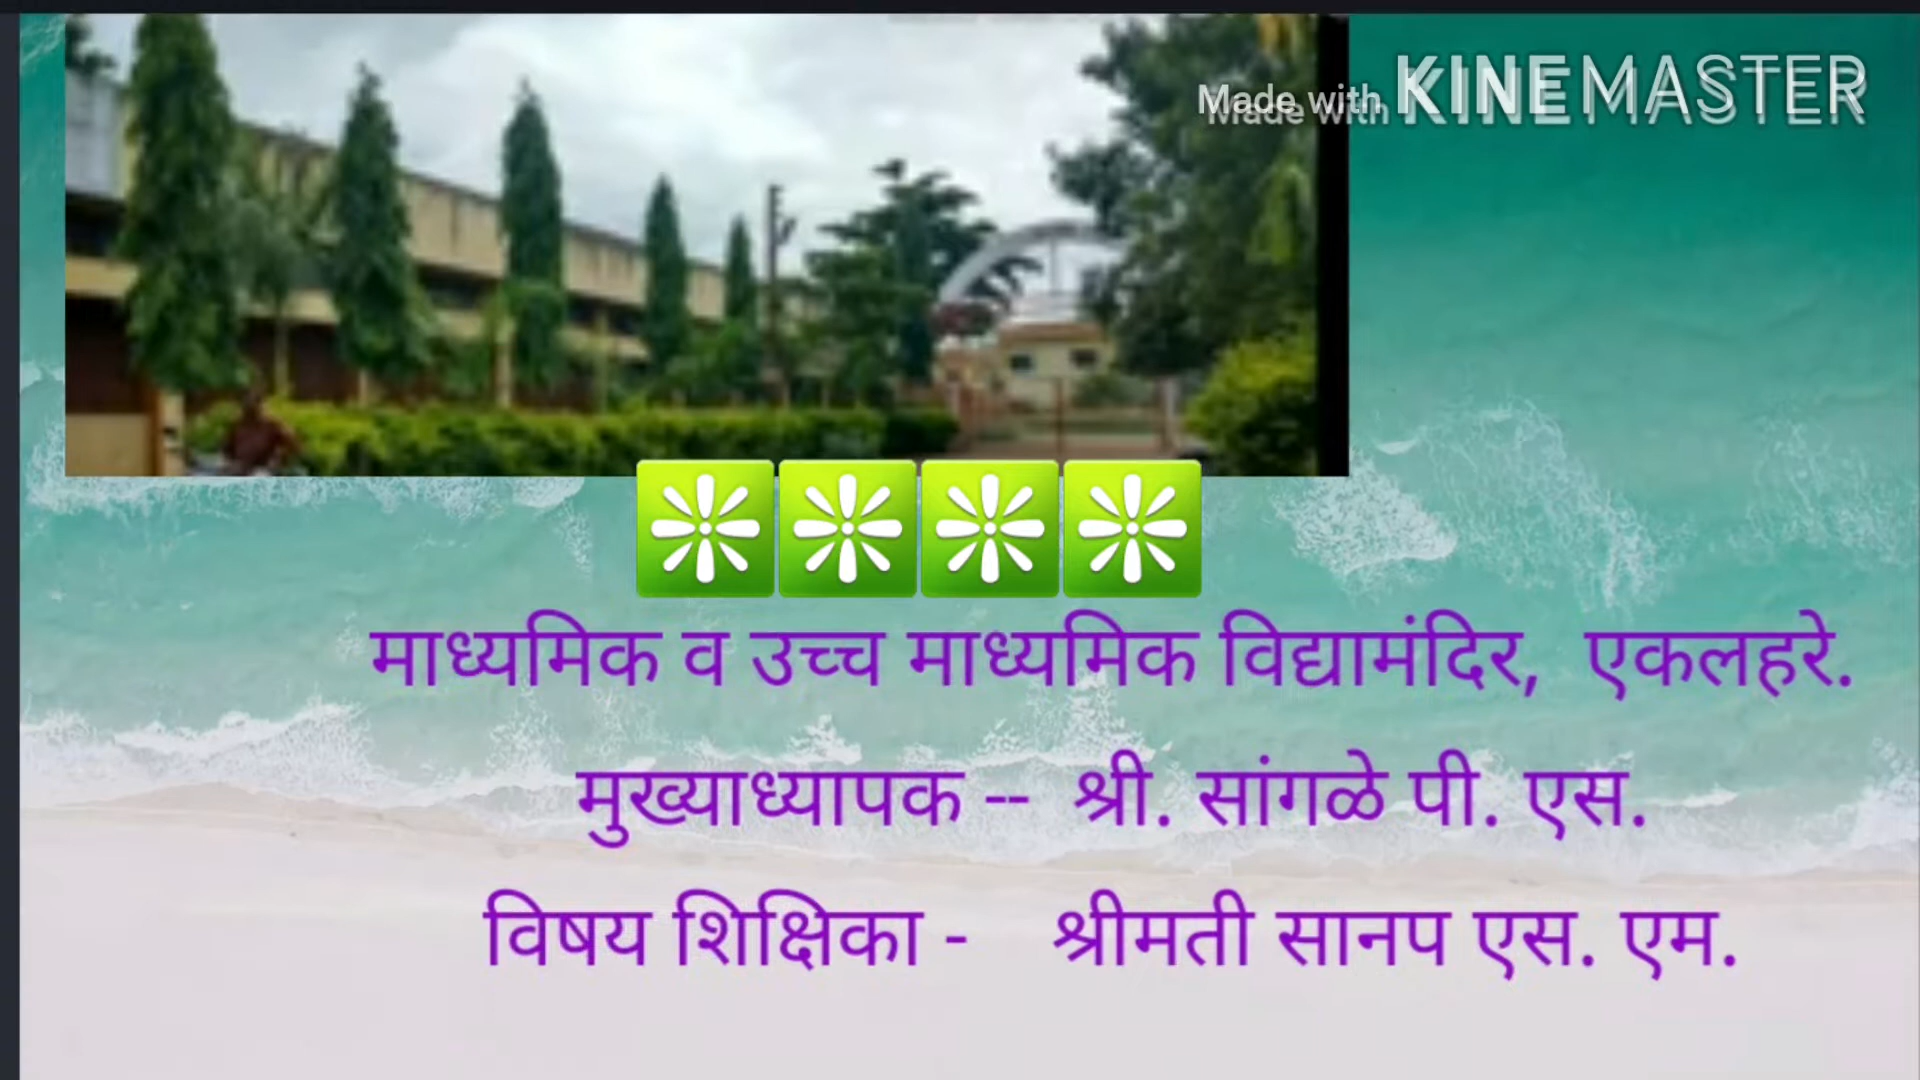 Made with KINEMASTER
माध्यमिक व उच्च माध्यमिक विद्यामंदिर, एकलहरे.
मुख्याध्यापक -- श्री. सांगळे पी. एस.
विषय शिक्षिका - श्रीमती सानप एस. एम.